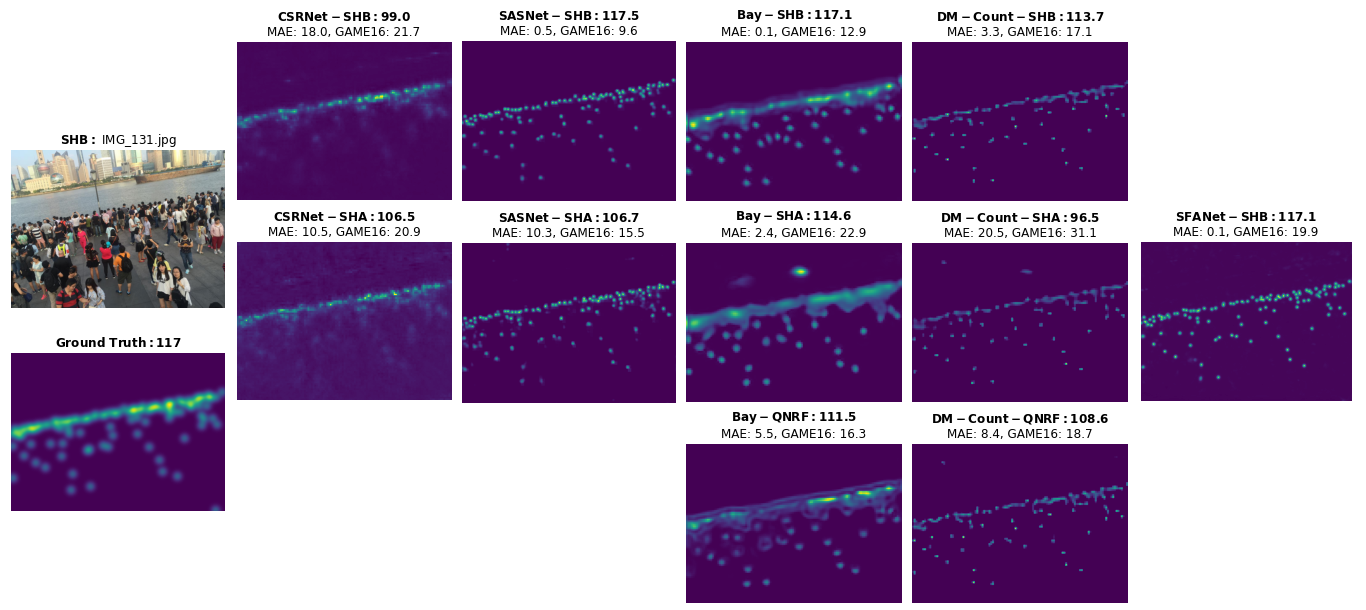 CSRNet − SHB : 99.0
MAE: 18.0, GAME16: 21.7
SASNet − SHB : 117.5
MAE: 0.5, GAME16: 9.6
Bay − SHB : 117.1
MAE: 0.1, GAME16: 12.9
DM − Count − SHB : 113.7
MAE: 3.3, GAME16: 17.1
SHB : IMG_131.jpg
CSRNet − SHA : 106.5
MAE: 10.5, GAME16: 20.9
SASNet − SHA : 106.7
MAE: 10.3, GAME16: 15.5
Bay − SHA : 114.6
MAE: 2.4, GAME16: 22.9
DM − Count − SHA : 96.5
MAE: 20.5, GAME16: 31.1
SFANet − SHB : 117.1
MAE: 0.1, GAME16: 19.9
Ground Truth : 117
Bay − QNRF : 111.5
MAE: 5.5, GAME16: 16.3
DM − Count − QNRF : 108.6
MAE: 8.4, GAME16: 18.7